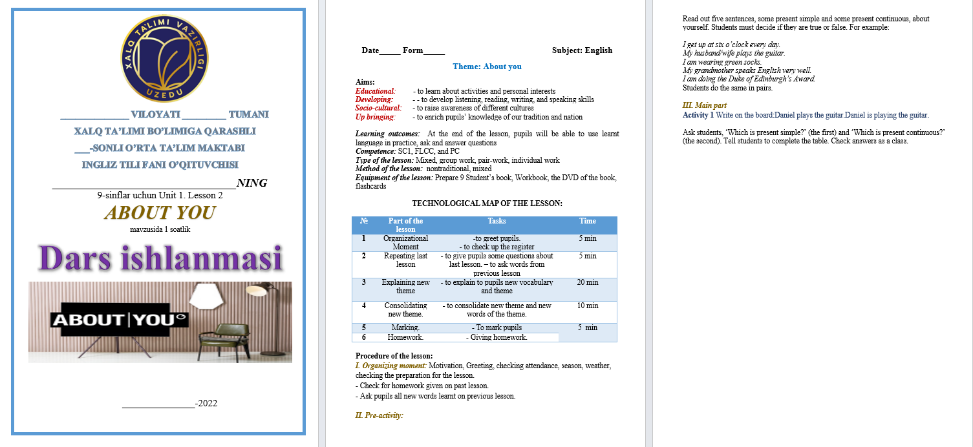 XALQ TALIMI VAZIRLIGI
UZEDU
____________ VILOYATI ________ TUMANI
XALQ TA'LIMI BO'LIMIGA QARASHLI
___-SONLI O'RTA TA'LIM MAKTABI
INGLIZ TILI FANI O'QITUVCHISI
______________________________NING
9-sinflar uchun Unit 1. Lesson 2
ABOUT YOU
mavzusida 1 soatlik
Dars ishlanmasi
ABOUT|YOU°
_______________-2022
Date_____ Form_____ Subject: English
Theme: About you
Aims:
Educational: - to learn about activities and personal interests
Developing: - - to develop listening, reading, writing, and speaking skills
Socio-cultural: - to raise awareness of different cultures
Up bringing: - to enrich pupils' knowledge of our tradition and nation
Learning outcomes: At the end of the lesson, pupils will be able to use learnt
language in practice, ask and answer questions
Competence: SC1, FLCC, and PC
Type of the lesson: Mixed, group work, pair-work, individual work
Method of the lesson: nontraditional, mixed
Equipment of the lesson: Prepare 9 Student's book, Workbook, the DVD of the book,
flashcards
TECHNOLOGICAL MAP OF THE LESSON:
№ Part of the lesson Tasks Time
1 Organizational Moment -to greet pupils. - to check up the register 5 min
2 Repeating last lesson - to give pupils some questions about last lesson. – to ask words from previous lesson 5 min
3 Explaining new theme - to explain to pupils new vocabulary and theme 20 min
4 Consolidating new theme. - to consolidate new theme and new words of the theme. 10 min
5 Marking. - To mark pupils 5 min
6 Homework. - Giving homework.
Procedure of the lesson:
I. Organizing moment: Motivation, Greeting, checking attendance, season, weather,
checking the preparation for the lesson.
- Check for homework given on past lesson.
- Ask pupils all new words learnt on previous lesson.
II. Pre-activity:
Read out five sentences, some present simple and some present continuous, about
yourself. Students must decide if they are true or false. For example:
I get up at six o'clock every day.
My husband/wife plays the guitar.
I am wearing green socks.
My grandmother speaks English very well.
I am doing the Duke of Edinburgh's Award.
Students do the same in pairs.
III. Main part
Activity 1 Write on the board:Daniel plays the guitar.Daniel is playing the guitar.
Ask students, 'Which is present simple?' (the first) and 'Which is present continuous?'
(the second). Tell students to complete the table. Check answers as a class.